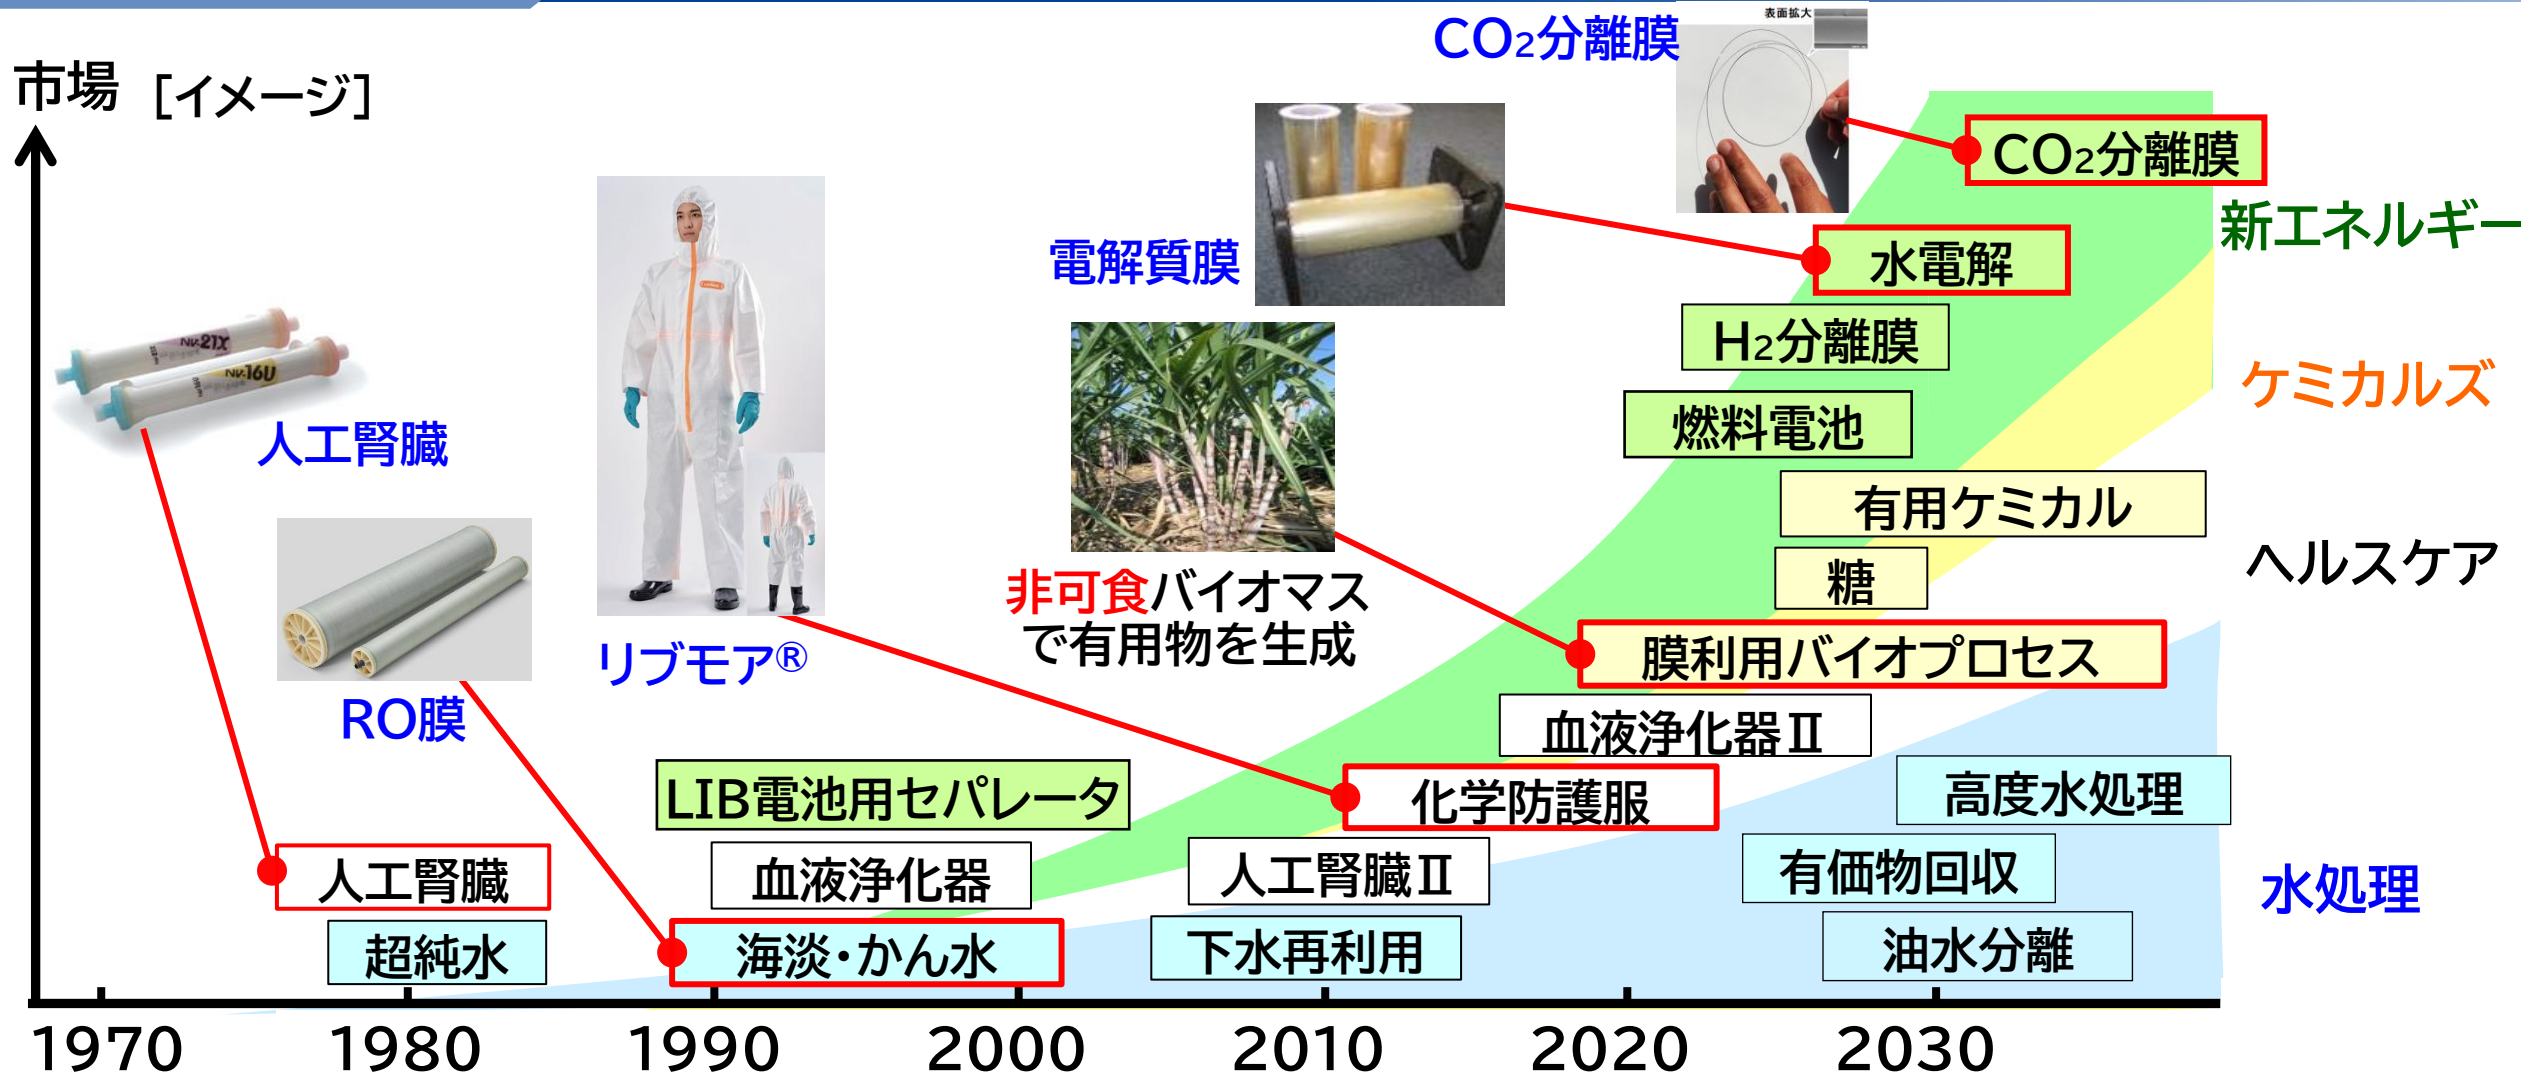 表面拡大
CO₂分離膜
市場 [イメージ]
CO₂分離膜
新エネルギー
電解質膜
水電解
H₂分離膜
NV-21X
NV-16U
ケミカルズ
燃料電池
人工腎臓
有用ケミカル
ヘルスケア
糖
非可食バイオマス
で有用物を生成
リブモア®
膜利用バイオプロセス
RO膜
血液浄化器Ⅱ
LIB電池用セパレータ
化学防護服
高度水処理
人工腎臓
血液浄化器
人工腎臓Ⅱ
有価物回収
水処理
超純水
海淡・かん水
下水再利用
油水分離
1970 1980 1990 2000 2010 2020 2030